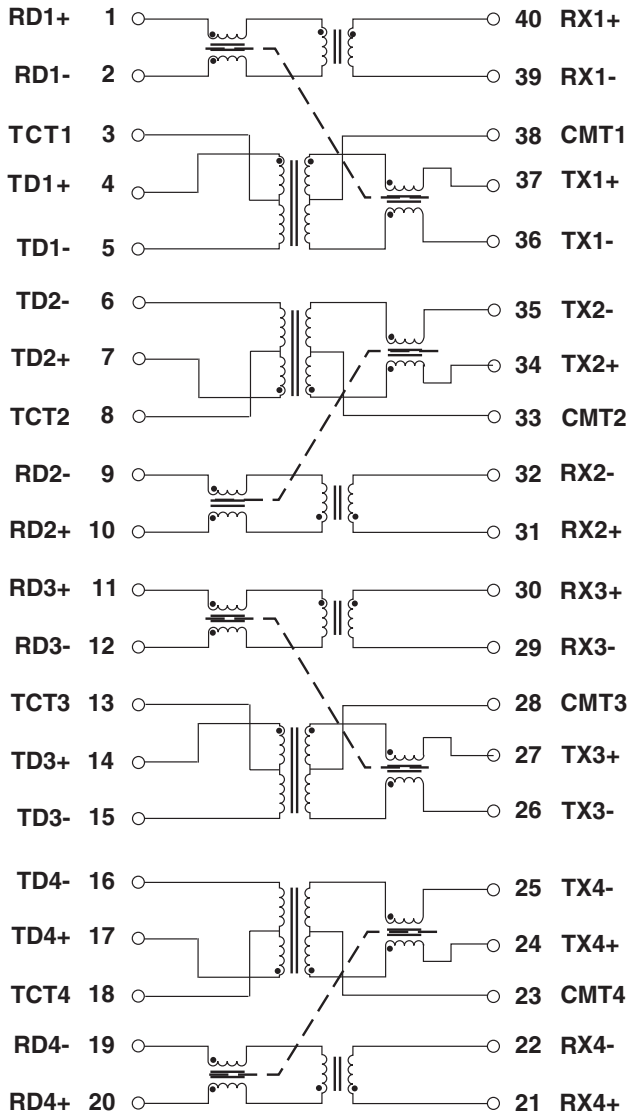 RD1+ 1 40 RX1+
RD1- 2 39 RX1-
TCT1 3 38 CMT1
TD1+ 4 37 TX1+
TD1- 5 36 TX1-
TD2- 6 35 TX2-
TD2+ 7 34 TX2+
TCT2 8 33 CMT2
RD2- 9 32 RX2-
RD2+ 10 31 RX2+
RD3+ 11 30 RX3+
RD3- 12 29 RX3-
TCT3 13 28 CMT3
TD3+ 14 27 TX3+
TD3- 15 26 TX3-
TD4- 16 25 TX4-
TD4+ 17 24 TX4+
TCT4 18 23 CMT4
RD4- 19 22 RX4-
RD4+ 20 21 RX4+